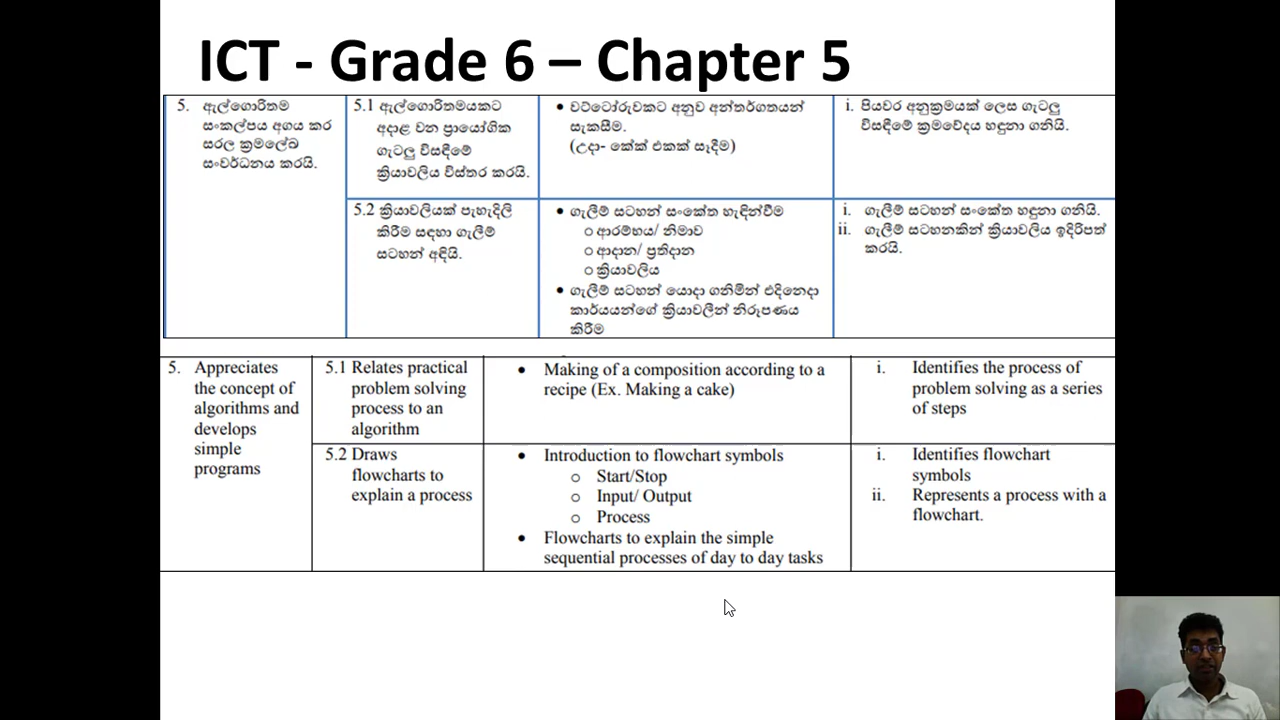 ICT - Grade 6 – Chapter 5
5. ඇල්ගොරිතම
සංකල්පය අගය කර
සරල ක්‍රමලේඛ
සංවර්ධනය කරයි.
5.1 ඇල්ගොරිතමයකට
අදාළ වන ප්‍රායෝගික
ගැටලු විසඳීමේ
ක්‍රියාවලිය විස්තර කරයි.
• වට්ටෝරුවකට අනුව අන්තර්ගතයන්
සැකසීම.
(උදා- කේක් එකක් සෑදීම)
i. පියවර අනුක්‍රමයක් ලෙස ගැටලු
විසඳීමේ ක්‍රමවේදය හඳුනා ගනියි.
5.2 ක්‍රියාවලියක් පැහැදිලි
කිරීම සඳහා ගැලීම්
සටහන් අඳියි.
• ගැලීම් සටහන් සංකේත හැඳින්වීම
o ආරම්භය/ නිමාව
o ආදාන/ ප්‍රතිදාන
o ක්‍රියාවලිය
• ගැලීම් සටහන් යොදා ගනිමින් එදිනෙදා
කාර්යයන්ගේ ක්‍රියාවලීන් නිරූපණය
කිරීම
i. ගැලීම් සටහන් සංකේත හඳුනා ගනියි.
ii. ගැලීම් සටහනකින් ක්‍රියාවලිය ඉදිරිපත්
කරයි.
5. Appreciates
the concept of
algorithms and
develops
simple
programs
5.1 Relates practical
problem solving
process to an
algorithm
• Making of a composition according to a
recipe (Ex. Making a cake)
i. Identifies the process of
problem solving as a series
of steps
5.2 Draws
flowcharts to
explain a process
• Introduction to flowchart symbols
o Start/Stop
o Input/ Output
o Process
• Flowcharts to explain the simple
sequential processes of day to day tasks
i. Identifies flowchart
symbols
ii. Represents a process with a
flowchart.